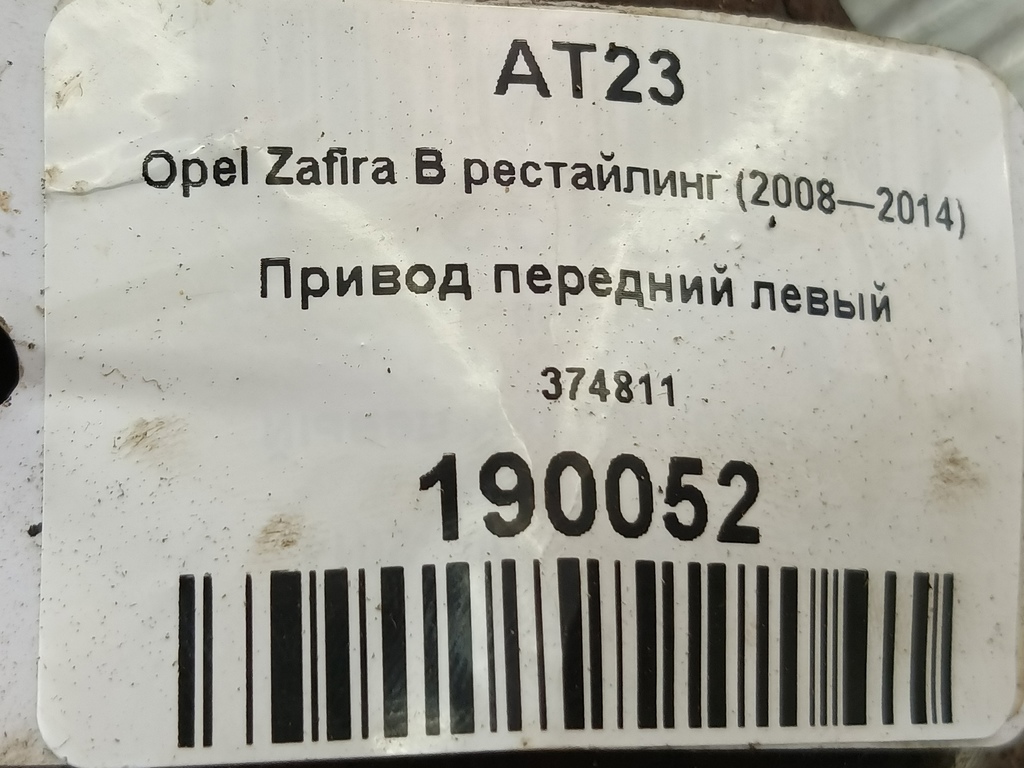 AT23
Opel Zafira B рестайлинг (2008—2014)
Привод передний левый
374811
190052